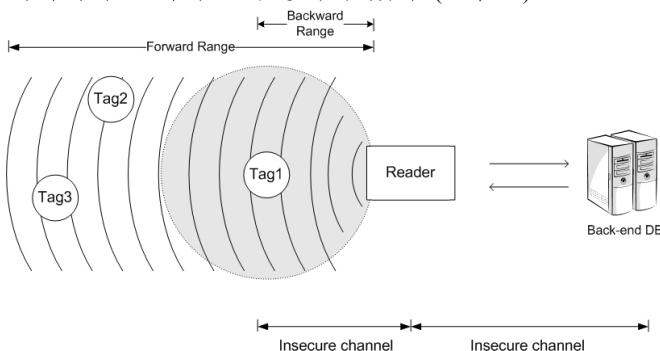 Backward
Range
Forward Range
Tag2
Tag1
Tag3
Reader
Back-end DB
Insecure channel
Insecure channel